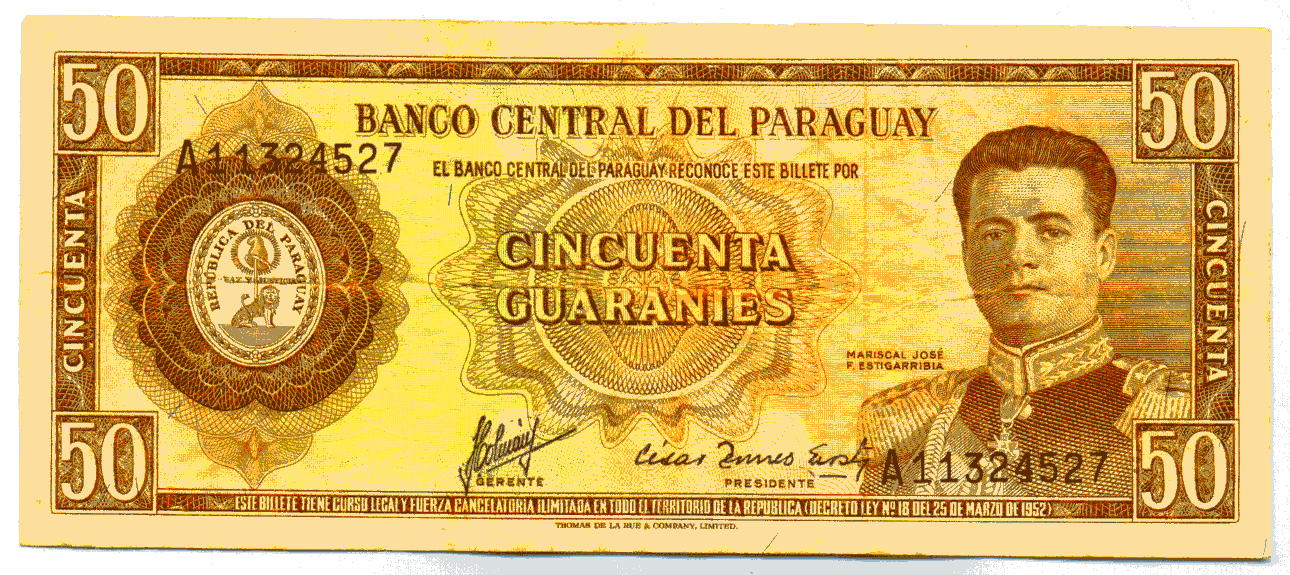 50
50
BANCO CENTRAL DEL PARAGUAY
A11324527
EL BANCO CENTRAL DEL PARAGUAY RECONOCE ESTE BILLETE POR
CINCUENTA
CINCUENTA
REPUBLICA DEL PARAGUAY
PAZ Y JUSTICIA
CINCUENTA
GUARANIES
MARISCAL JOSÉ
F. ESTIGARRIBIA
50
50
A11324527
GERENTE
PRESIDENTE
ESTE BILLETE TIENE CURSO LEGAL Y FUERZA CANCELATORIA ILIMITADA EN TODO EL TERRITORIO DE LA REPUBLICA (DECRETO LEY Nº 18 DEL 25 DE MARZO DE 1952)
THOMAS DE LA RUE & COMPANY, LIMITED.